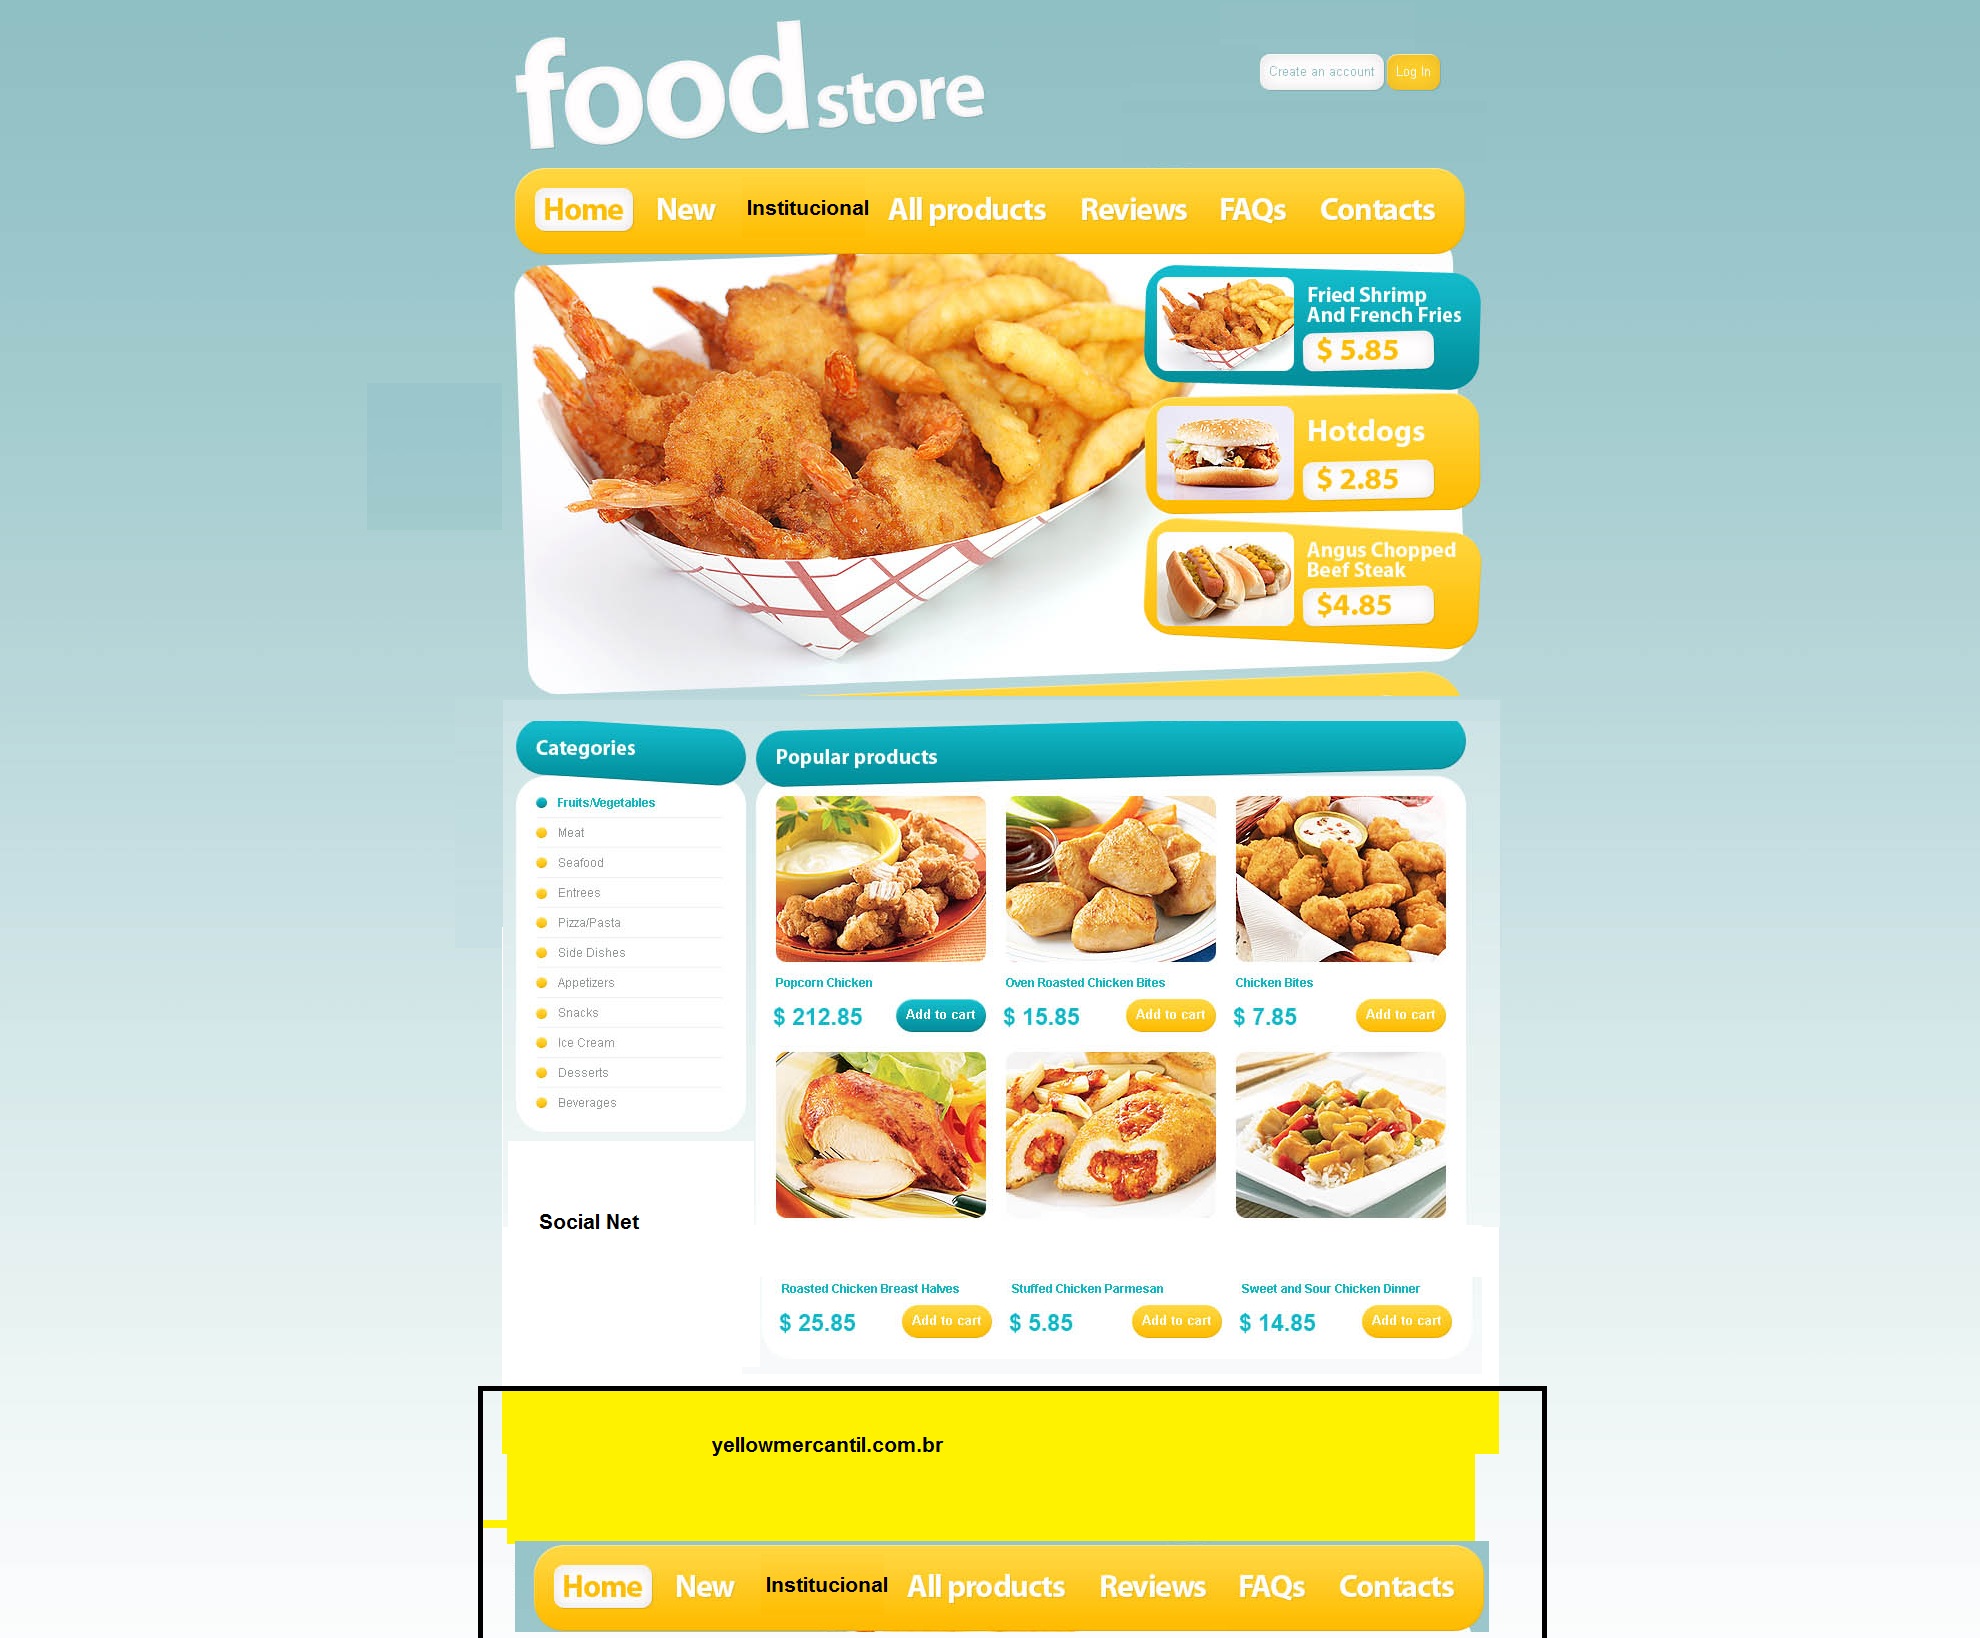 food store
Create an account
Log In
Home
New
Institucional
All products
Reviews
FAQs
Contacts
Fried Shrimp
And French Fries
$ 5.85
Hotdogs
$ 2.85
Angus Chopped
Beef Steak
$4.85
Categories
Fruits/Vegetables
Meat
Seafood
Entrees
Pizza/Pasta
Side Dishes
Appetizers
Snacks
Ice Cream
Desserts
Beverages
Social Net
Popular products
Popcorn Chicken
$ 212.85
Add to cart
Oven Roasted Chicken Bites
$ 15.85
Add to cart
Chicken Bites
$ 7.85
Add to cart
Roasted Chicken Breast Halves
$ 25.85
Add to cart
Stuffed Chicken Parmesan
$ 5.85
Add to cart
Sweet and Sour Chicken Dinner
$ 14.85
Add to cart
yellowmercantil.com.br
Home
New
Institucional
All products
Reviews
FAQs
Contacts